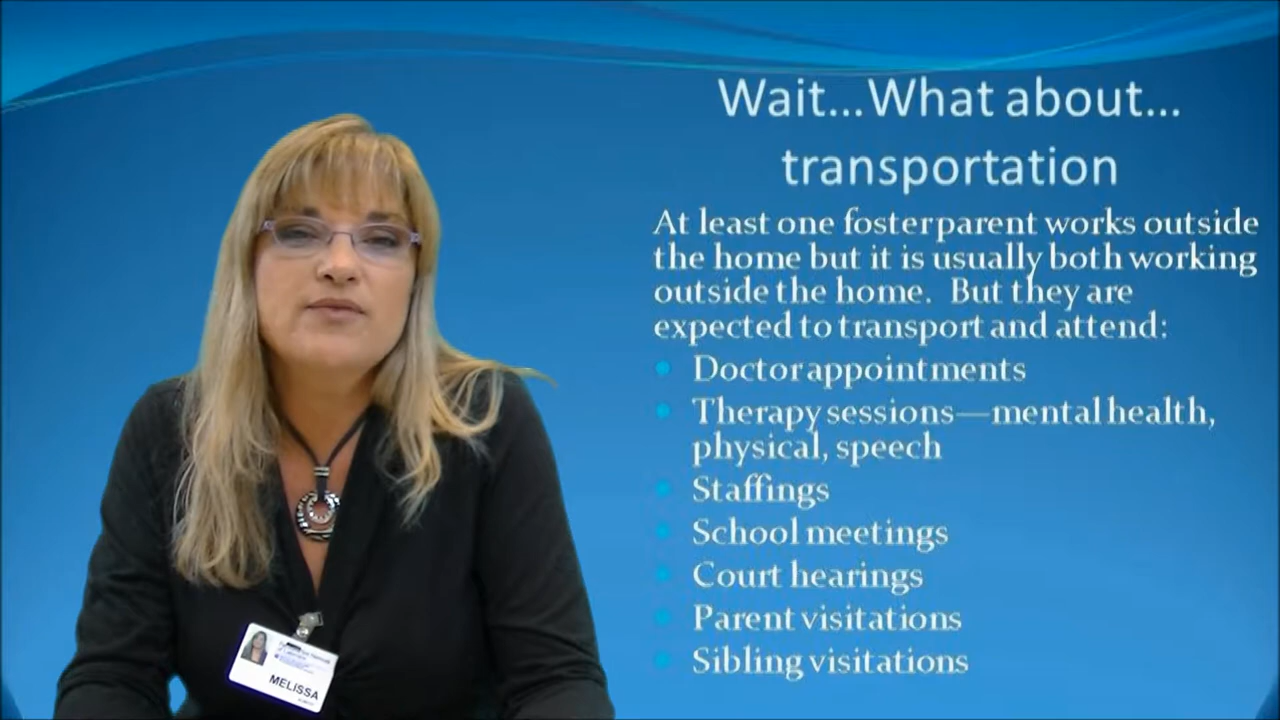 Wait...What about...
transportation
At least one fosterparent works outside
the home but it is usually both working
outside the home. But they are
expected to transport and attend:
Doctor appointments
Therapy sessions—mental health,
physical, speech
Staffings
School meetings
Court hearings
Parent visitations
Sibling visitations
MELISSA